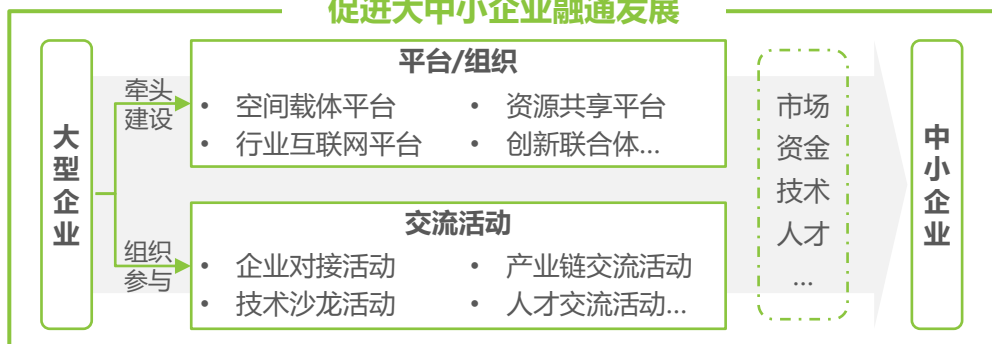 促进大中小企业融通发展
大型企业
牵头
建设
平台/组织
• 空间载体平台
• 资源共享平台
• 行业互联网平台
• 创新联合体...
组织
参与
交流活动
• 企业对接活动
• 产业链交流活动
• 技术沙龙活动
• 人才交流活动...
市场
资金
技术
人才
...
中小企业